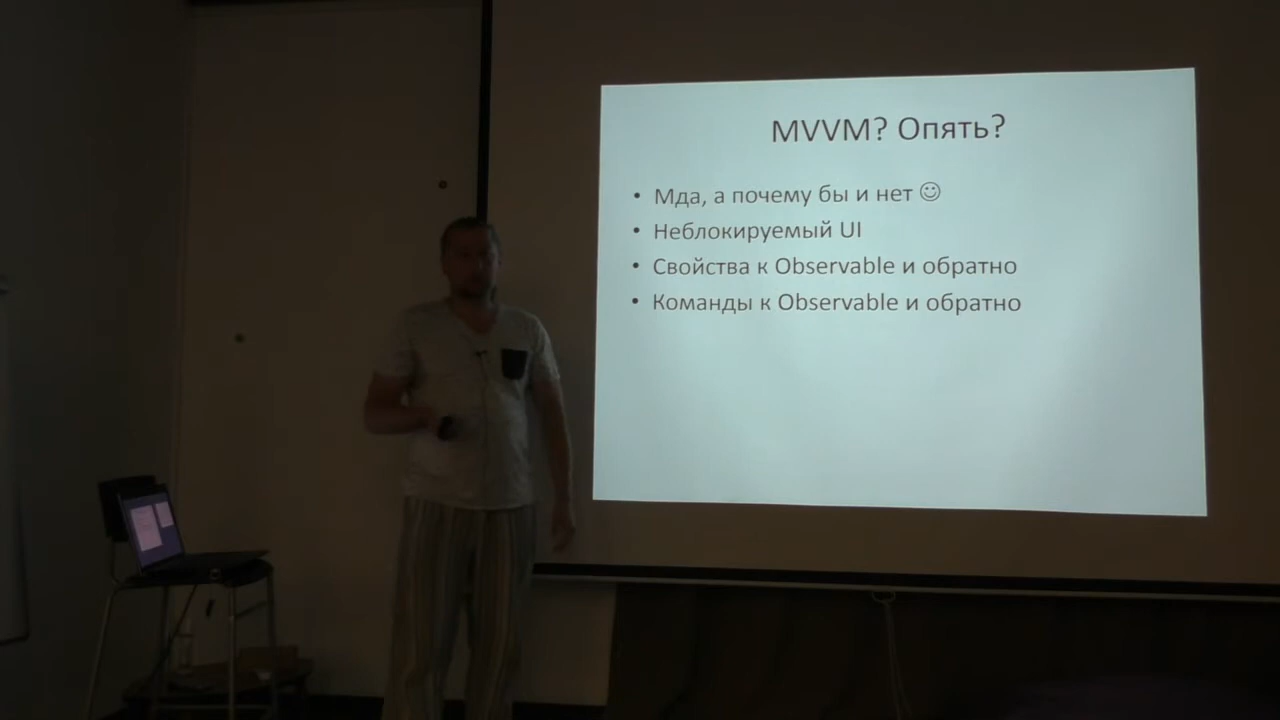 MVVM? Опять?
• Мда, а почему бы и нет ☺
• Неблокируемый UI
• Свойства к Observable и обратно
• Команды к Observable и обратно